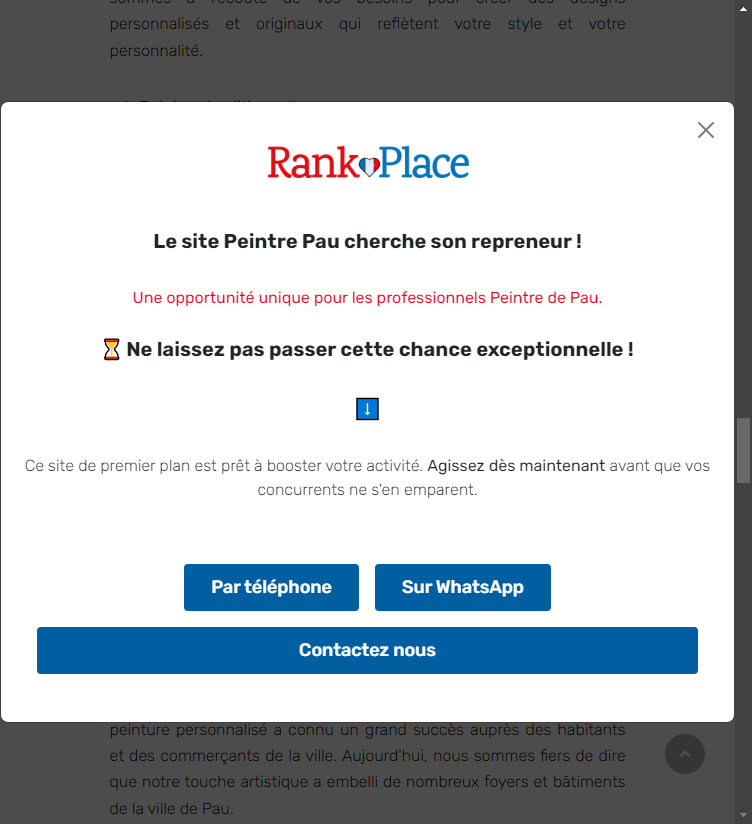 sommes à l'écoute de vos besoins pour créer des designs
personnalisés et originaux qui reflètent votre style et votre
personnalité.
Rank Place
Le site Peintre Pau cherche son repreneur !
Une opportunité unique pour les professionnels Peintre de Pau.
⏳ Ne laissez pas passer cette chance exceptionnelle !
⬇
Ce site de premier plan est prêt à booster votre activité. Agissez dès maintenant avant que vos
concurrents ne s'en emparent.
Par téléphone
Sur WhatsApp
Contactez nous
peinture personnalisé a connu un grand succès auprès des habitants
et des commerçants de la ville. Aujourd'hui, nous sommes fiers de dire
que notre touche artistique a embelli de nombreux foyers et bâtiments
de la ville de Pau.